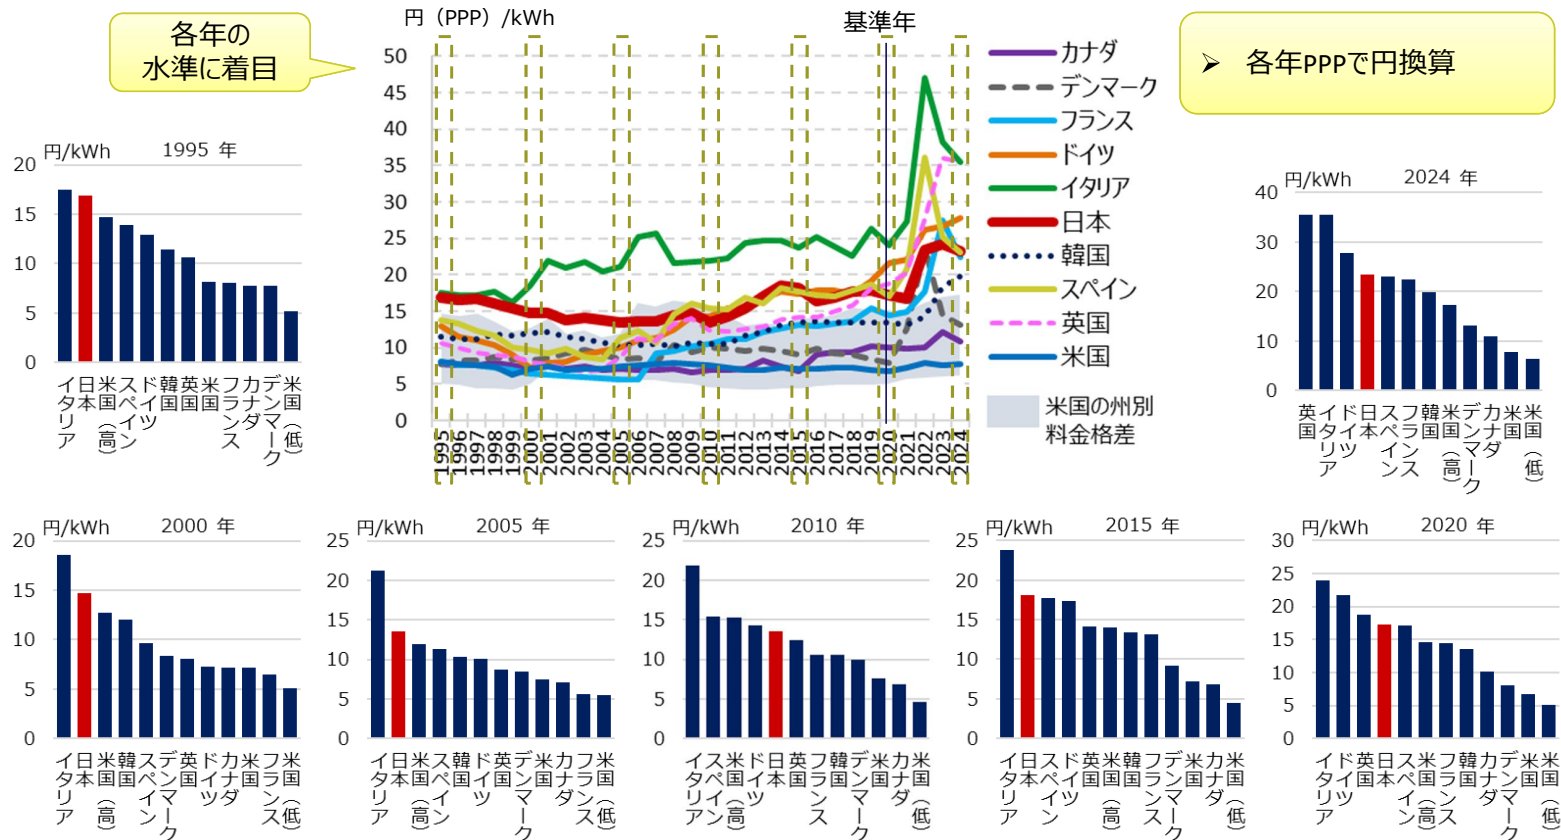 各年の
水準に着目
円（PPP）/kWh
基準年
50
45
40
35
30
25
20
15
10
5
0
1995
1996
1997
1998
1999
2000
2001
2002
2003
2004
2005
2006
2007
2008
2009
2010
2011
2012
2013
2014
2015
2016
2017
2018
2019
2020
2021
2022
2023
2024
カナダ
デンマーク
フランス
ドイツ
イタリア
日本
韓国
スペイン
英国
米国
米国の州別
料金格差
➢ 各年PPPで円換算
円/kWh
1995 年
20
15
10
5
0
イタリア
日本
米国（高）
スペイン
ドイツ
韓国
英国
米国
フランス
カナダ
デンマーク
米国（低）
円/kWh
2024 年
40
30
20
10
0
英国
イタリア
ドイツ
日本
スペイン
フランス
韓国
米国（高）
デンマーク
カナダ
米国
米国（低）
円/kWh
2000 年
20
15
10
5
0
イタリア
日本
米国（高）
韓国
スペイン
デンマーク
英国
ドイツ
カナダ
米国
フランス
米国（低）
円/kWh
2005 年
25
20
15
10
5
0
イタリア
日本
米国（高）
スペイン
韓国
ドイツ
英国
デンマーク
米国
カナダ
フランス
米国（低）
円/kWh
2010 年
25
20
15
10
5
0
イタリア
スペイン
米国（高）
ドイツ
日本
英国
フランス
韓国
デンマーク
米国
カナダ
米国（低）
円/kWh
2015 年
25
20
15
10
5
0
イタリア
日本
スペイン
ドイツ
英国
米国（高）
韓国
フランス
デンマーク
米国
カナダ
米国（低）
円/kWh
2020 年
30
25
20
15
10
5
0
イタリア
ドイツ
英国
日本
スペイン
米国（高）
フランス
韓国
カナダ
デンマーク
米国
米国（低）